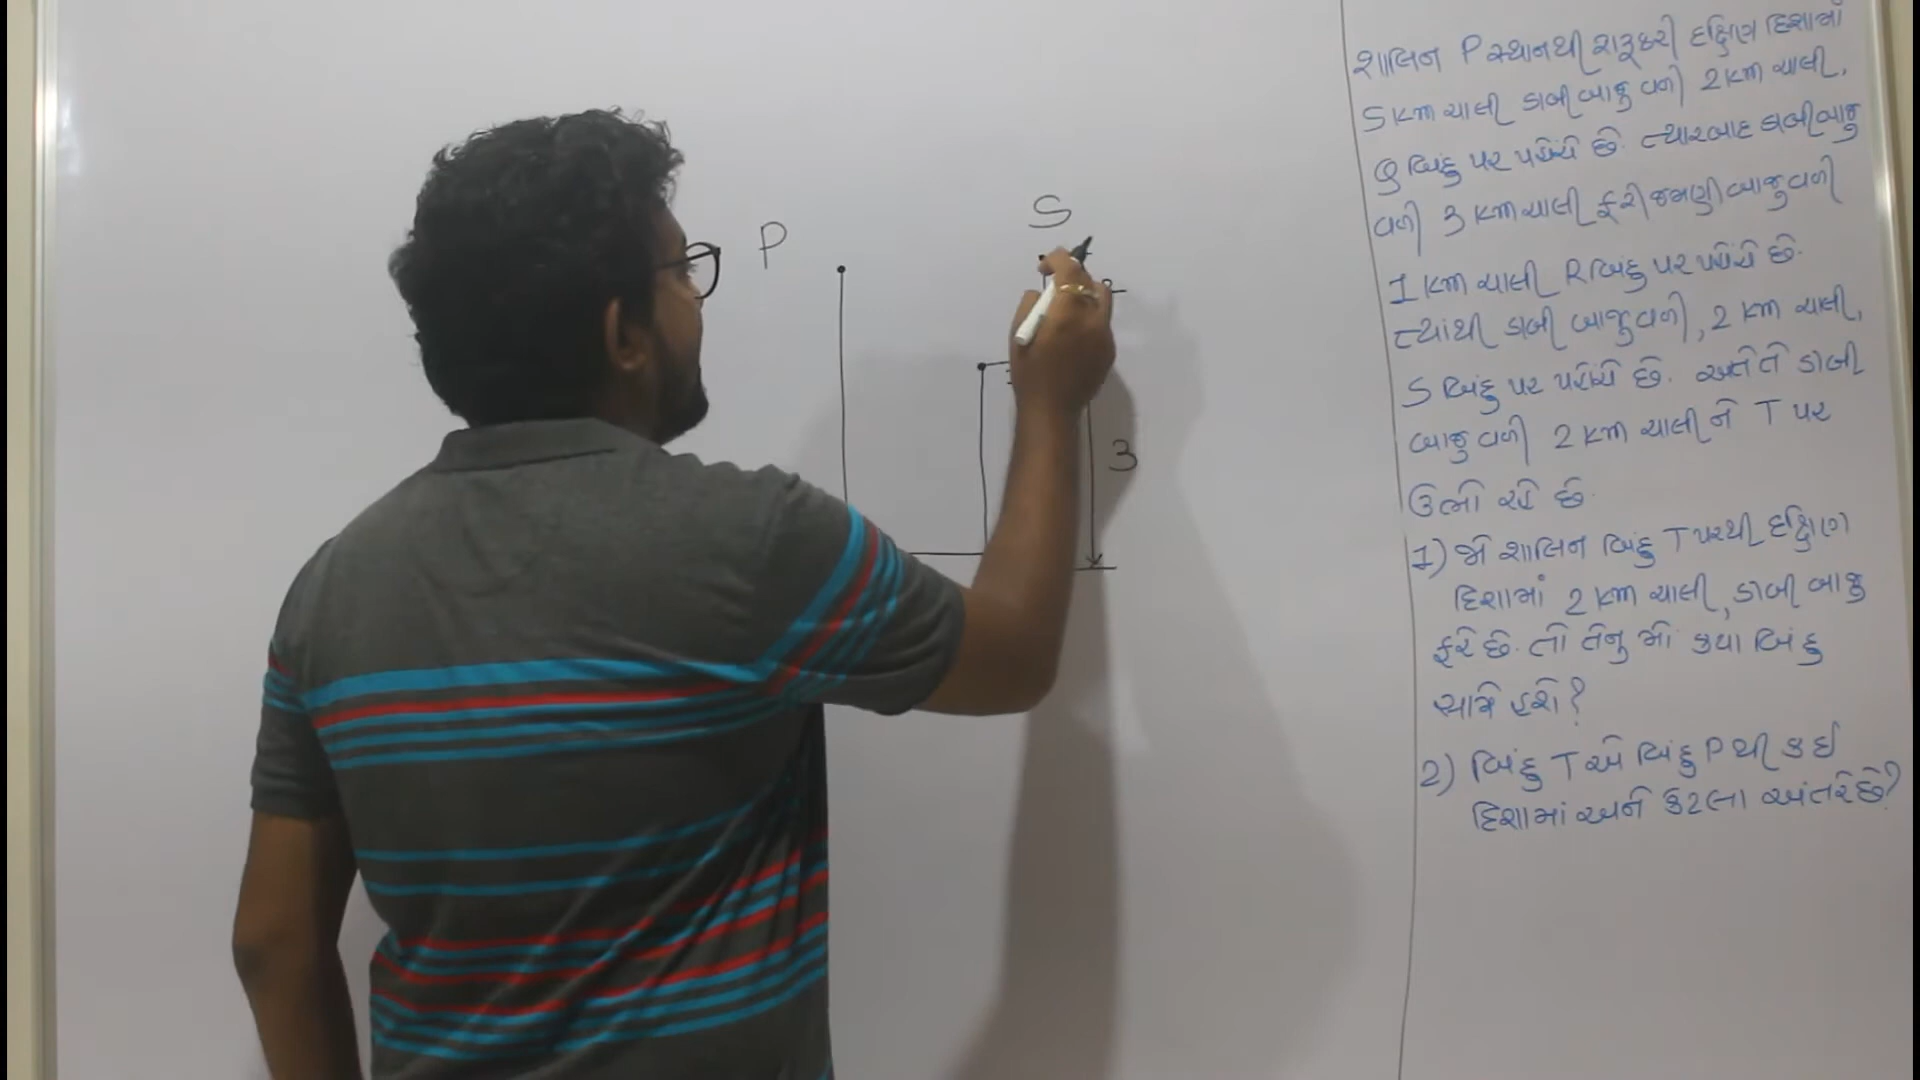 P
S
3
શાલિન P સ્થાનથી શરૂકરી દક્ષિણ દિશામાં
5 km ચાલી ડાબી બાજુ વળી 2 km ચાલી,
Q બિંદુ પર પહોંચે છે. ત્યારબાદ ડાબીબાજુ
વળી 3 km ચાલી ફરી જમણી બાજુ વળી
1 km ચાલી R બિંદુ પર પહોંચે છે.
ત્યાંથી ડાબી બાજુ વળી, 2 km ચાલી,
S બિંદુ પર પહોંચે છે. અને તે ડાબી
બાજુ વળી 2 km ચાલીને T પર
ઉભો રહે છે.
1) જો શાલિન બિંદુ T પરથી દક્ષિણ
દિશામાં 2 km ચાલી, ડાબી બાજુ
ફરે છે. તો તેનુ મોં કયા બિંદુ
સામે હશે?
2) બિંદુ T એ બિંદુ P થી કઈ
દિશામાં અને કેટલા અંતરે છે?